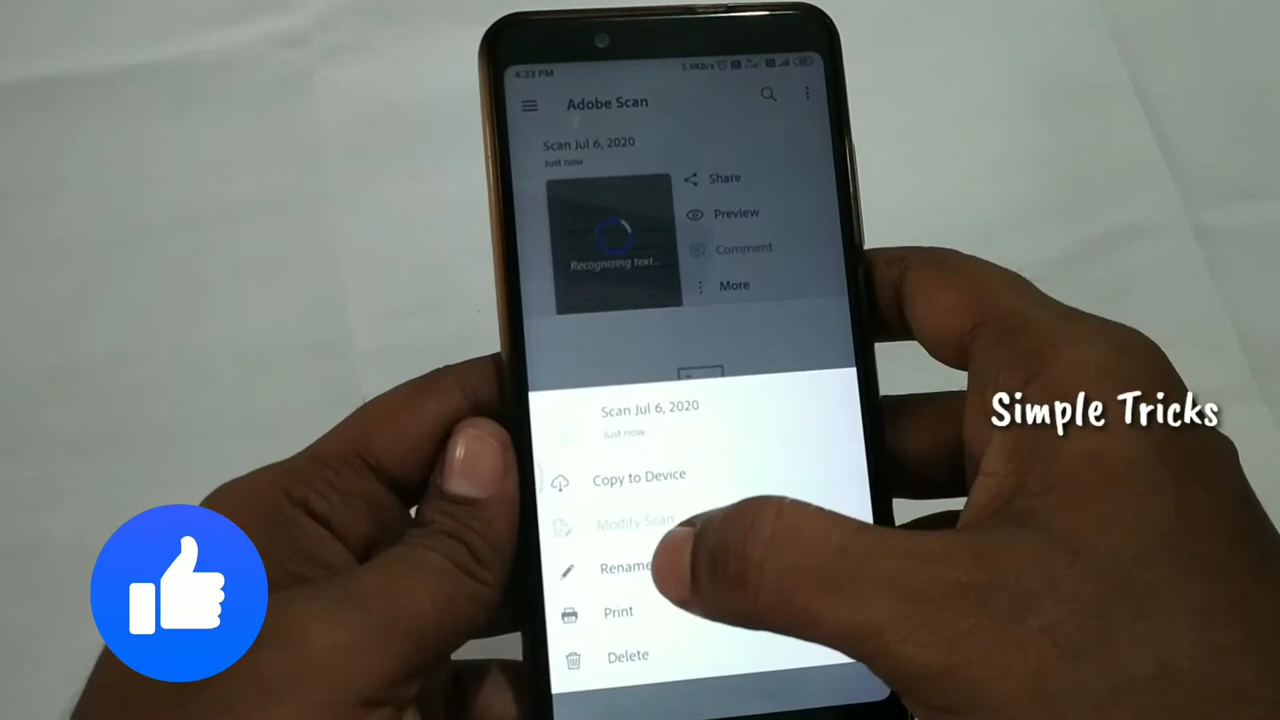 4:33 PM
Adobe Scan
Scan Jul 6, 2020
Just now
Share
Preview
Recognizing text...
Comment
More
Scan Jul 6, 2020
Just now
Copy to Device
Modify Scan
Rename
Print
Delete
Simple Tricks